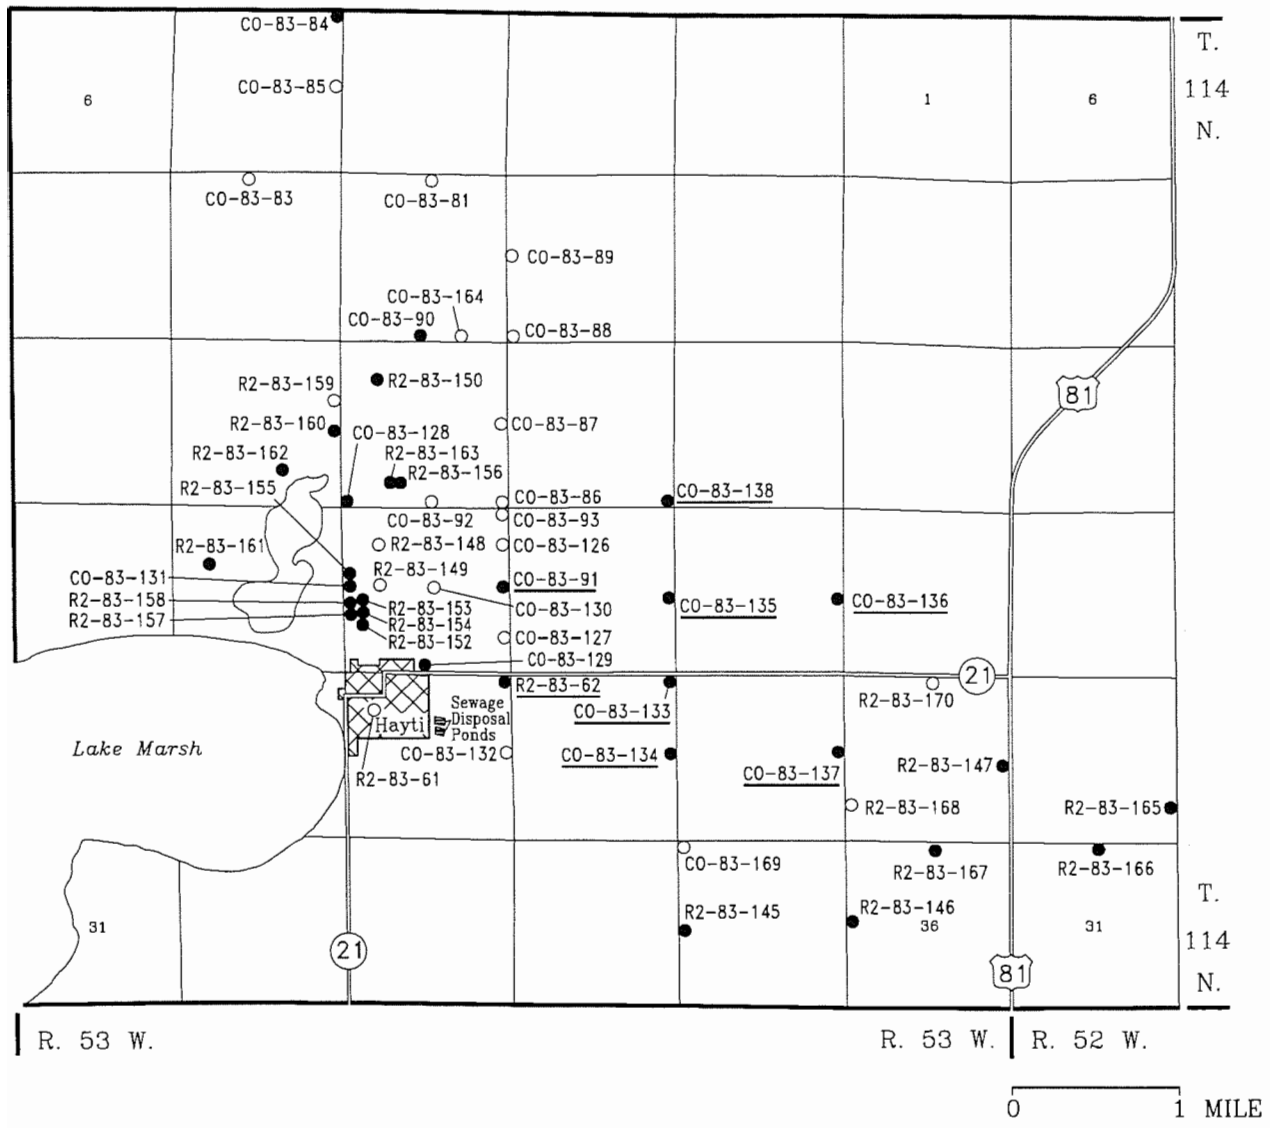 CO-83-84
T.
CO-83-85
114
6
1
6
N.
CO-83-83
CO-83-81
CO-83-89
CO-83-164
CO-83-90
CO-83-88
R2-83-159
R2-83-150
81
R2-83-160
CO-83-128
CO-83-87
R2-83-162
R2-83-163
R2-83-156
R2-83-155
CO-83-86
CO-83-138
CO-83-92
CO-83-93
R2-83-161
R2-83-148
CO-83-126
R2-83-149
CO-83-131
CO-83-91
R2-83-158
R2-83-153
CO-83-130
CO-83-135
CO-83-136
R2-83-157
R2-83-154
R2-83-152
CO-83-127
CO-83-129
21
R2-83-62
R2-83-170
Sewage
Disposal
Ponds
CO-83-133
Hayti
Lake Marsh
CO-83-132
CO-83-134
R2-83-61
CO-83-137
R2-83-147
R2-83-168
R2-83-165
CO-83-169
R2-83-167
R2-83-166
T.
31
R2-83-145
R2-83-146
36
31
114
21
81
N.
R. 53 W.
R. 53 W.
R. 52 W.
0
1 MILE